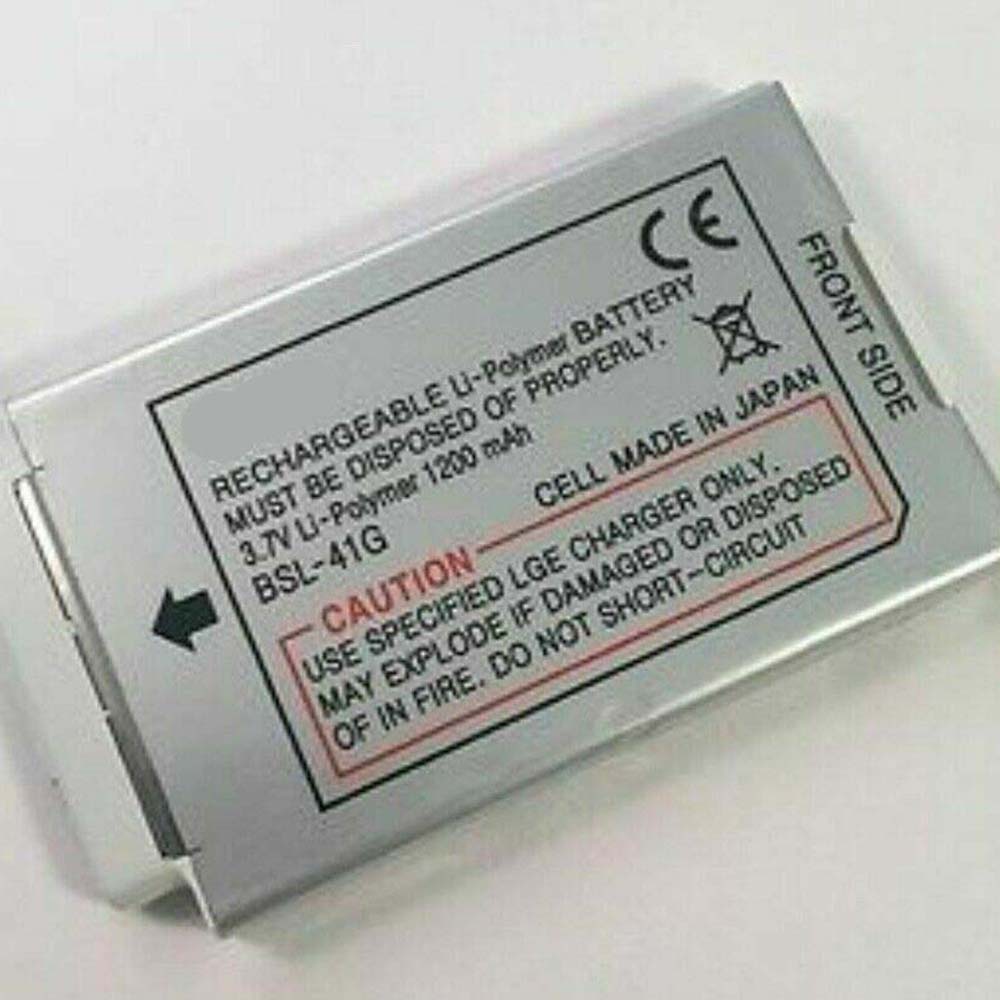 CE
RECHARGEABLE Li-Polymer BATTERY
MUST BE DISPOSED OF PROPERLY.
3.7V Li-Polymer 1200 mAh
BSL-41G
CELL MADE IN JAPAN
CAUTION
USE SPECIFIED LGE CHARGER ONLY.
MAY EXPLODE IF DAMAGED OR DISPOSED
OF IN FIRE. DO NOT SHORT-CIRCUIT
FRONT SIDE